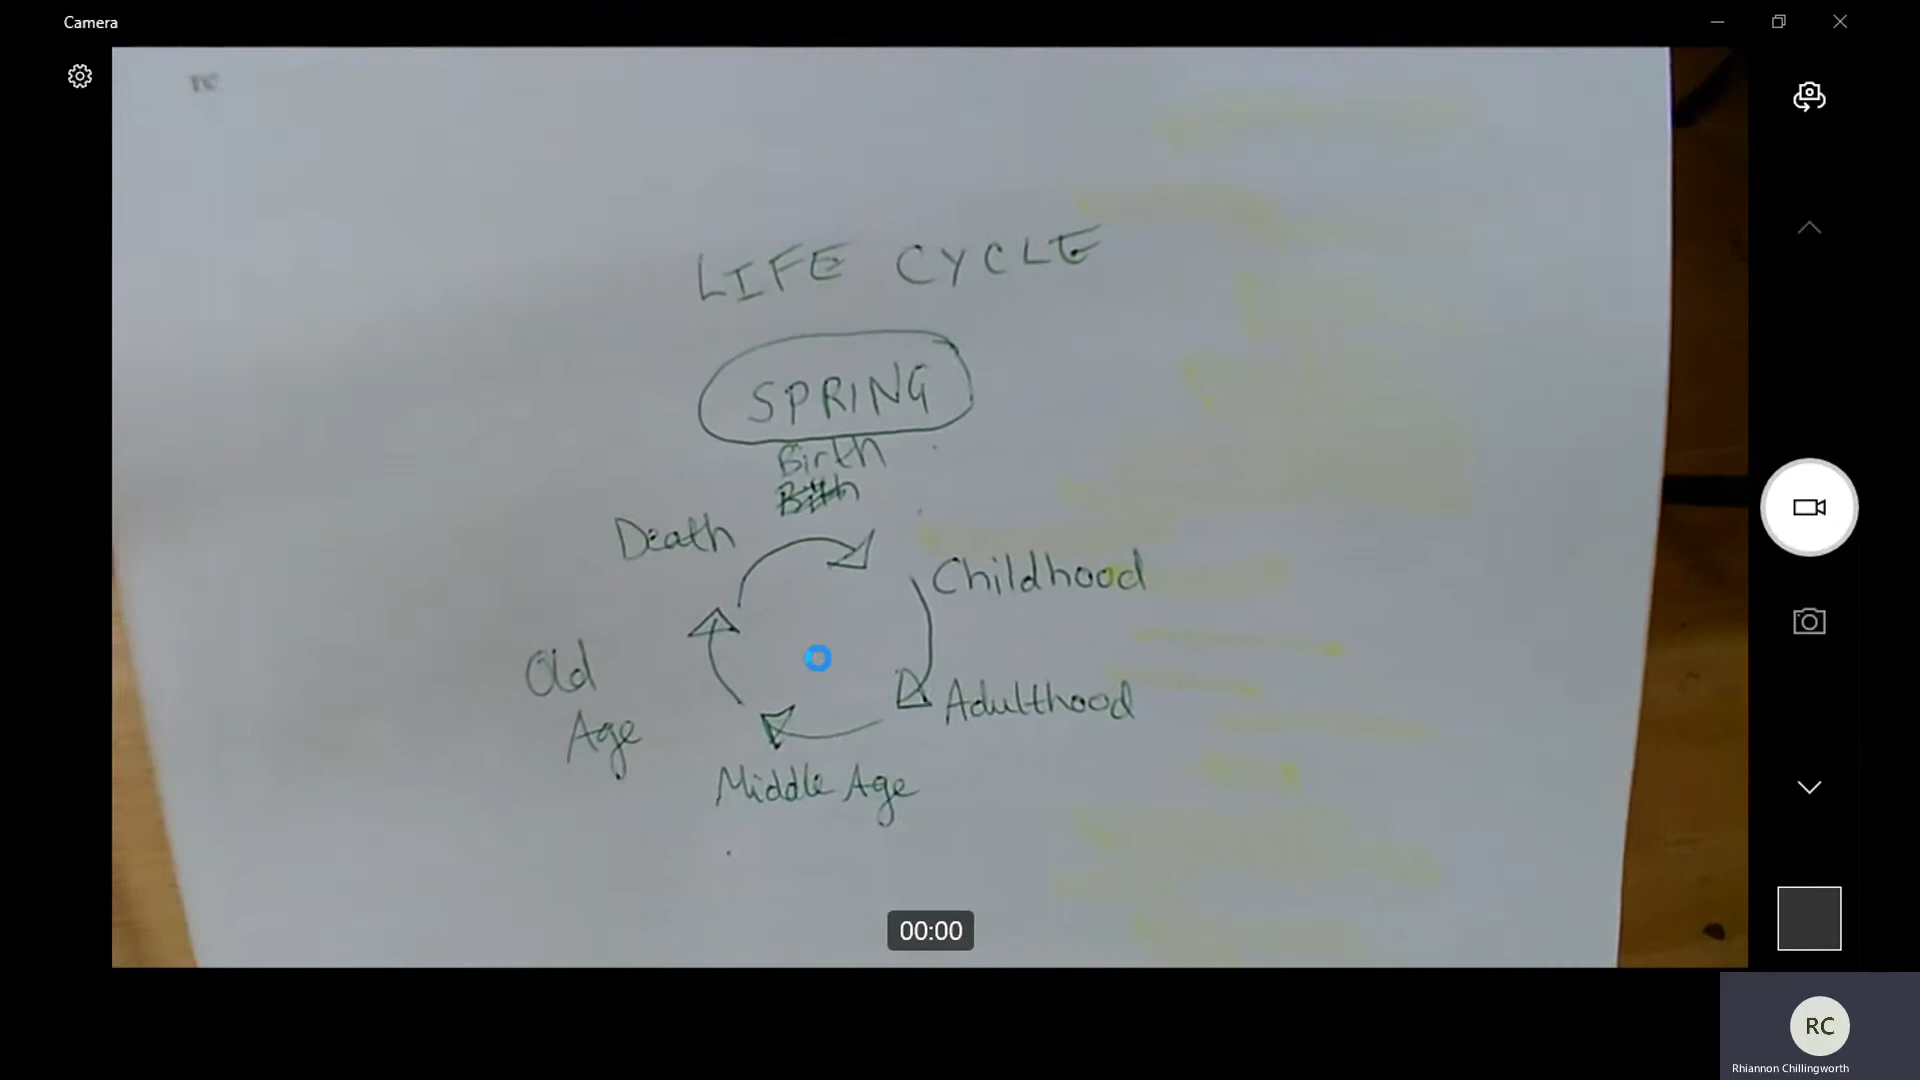 Camera
LIFE CYCLE
SPRING
Birth
Death
Childhood
Old
Age
Adulthood
Middle Age
00:00
RC
Rhiannon Chillingworth